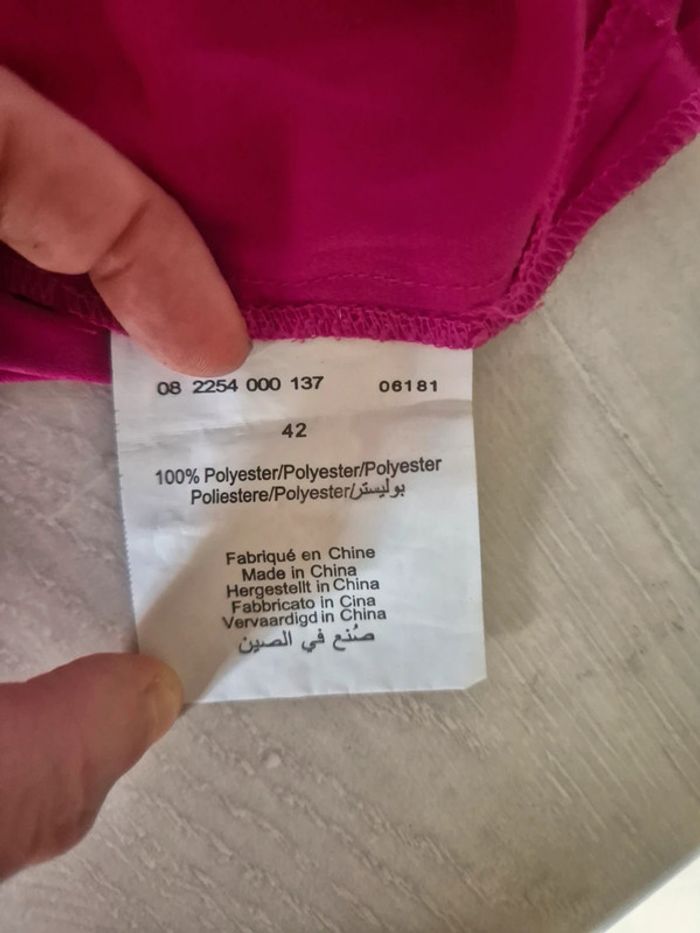 08 2254 000 137 06181
42
100% Polyester/Polyester/Polyester
Poliestere/Polyester/بوليستر
Fabriqué en Chine
Made in China
Hergestellt in China
Fabbricato in Cina
Vervaardigd in China
صُنع في الصين